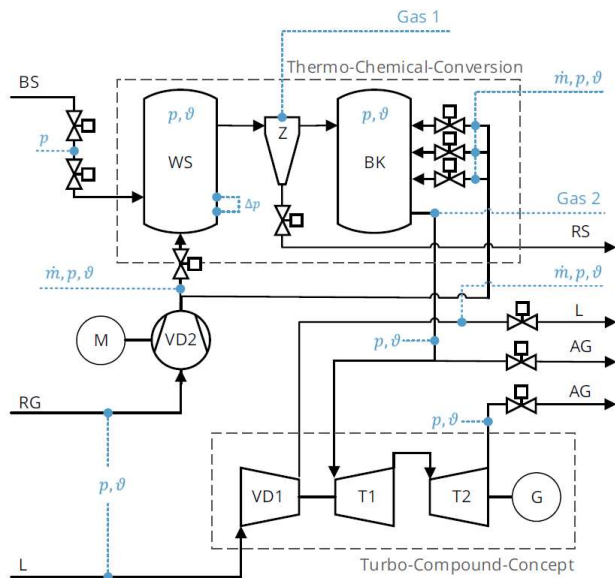 Gas 1
BS
Thermo-Chemical-Conversion
ṁ, p, ϑ
p, ϑ
p, ϑ
Z
p
WS
BK
Δp
Gas 2
RS
ṁ, p, ϑ
ṁ, p, ϑ
L
M
VD2
p, ϑ
AG
RG
AG
p, ϑ
p, ϑ
VD1
T1
T2
G
L
Turbo-Compound-Concept